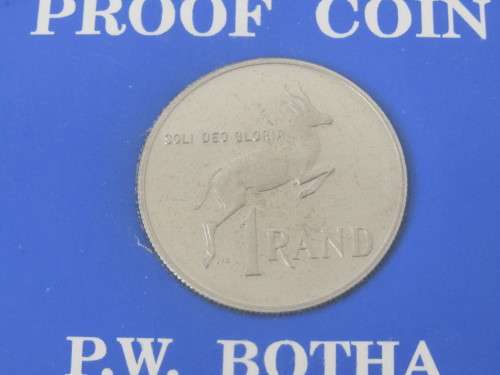 PROOF COIN
SOLI DEO GLORIA
1 RAND
P.W. BOTHA